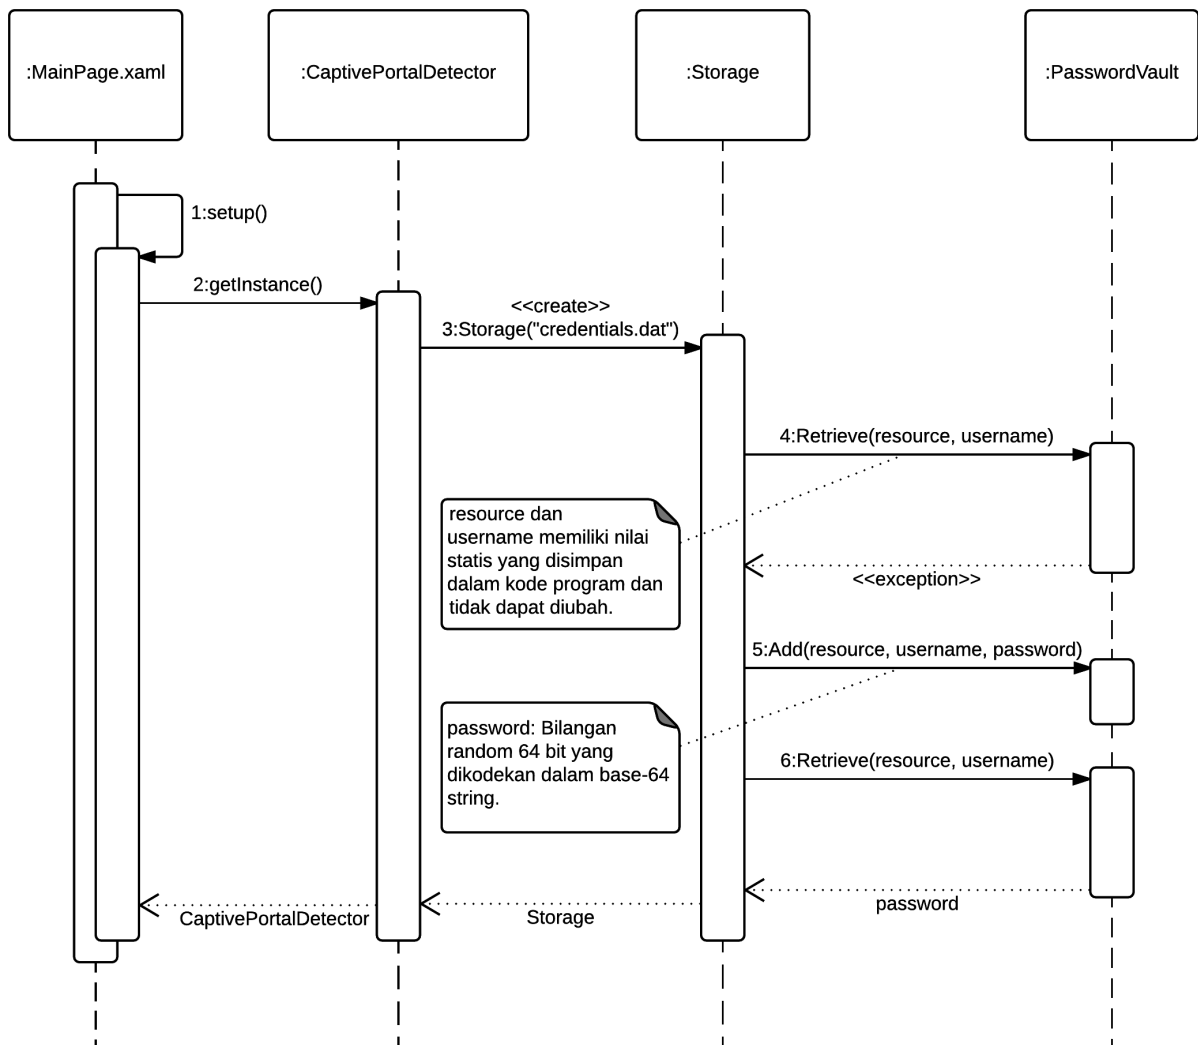 :MainPage.xaml
:CaptivePortalDetector
:Storage
:PasswordVault
1:setup()
2:getInstance()
<<create>>
3:Storage("credentials.dat")
4:Retrieve(resource, username)
resource dan
username memiliki nilai
statis yang disimpan
dalam kode program dan
tidak dapat diubah.
<<exception>>
5:Add(resource, username, password)
password: Bilangan
random 64 bit yang
dikodekan dalam base-64
string.
6:Retrieve(resource, username)
password
Storage
CaptivePortalDetector